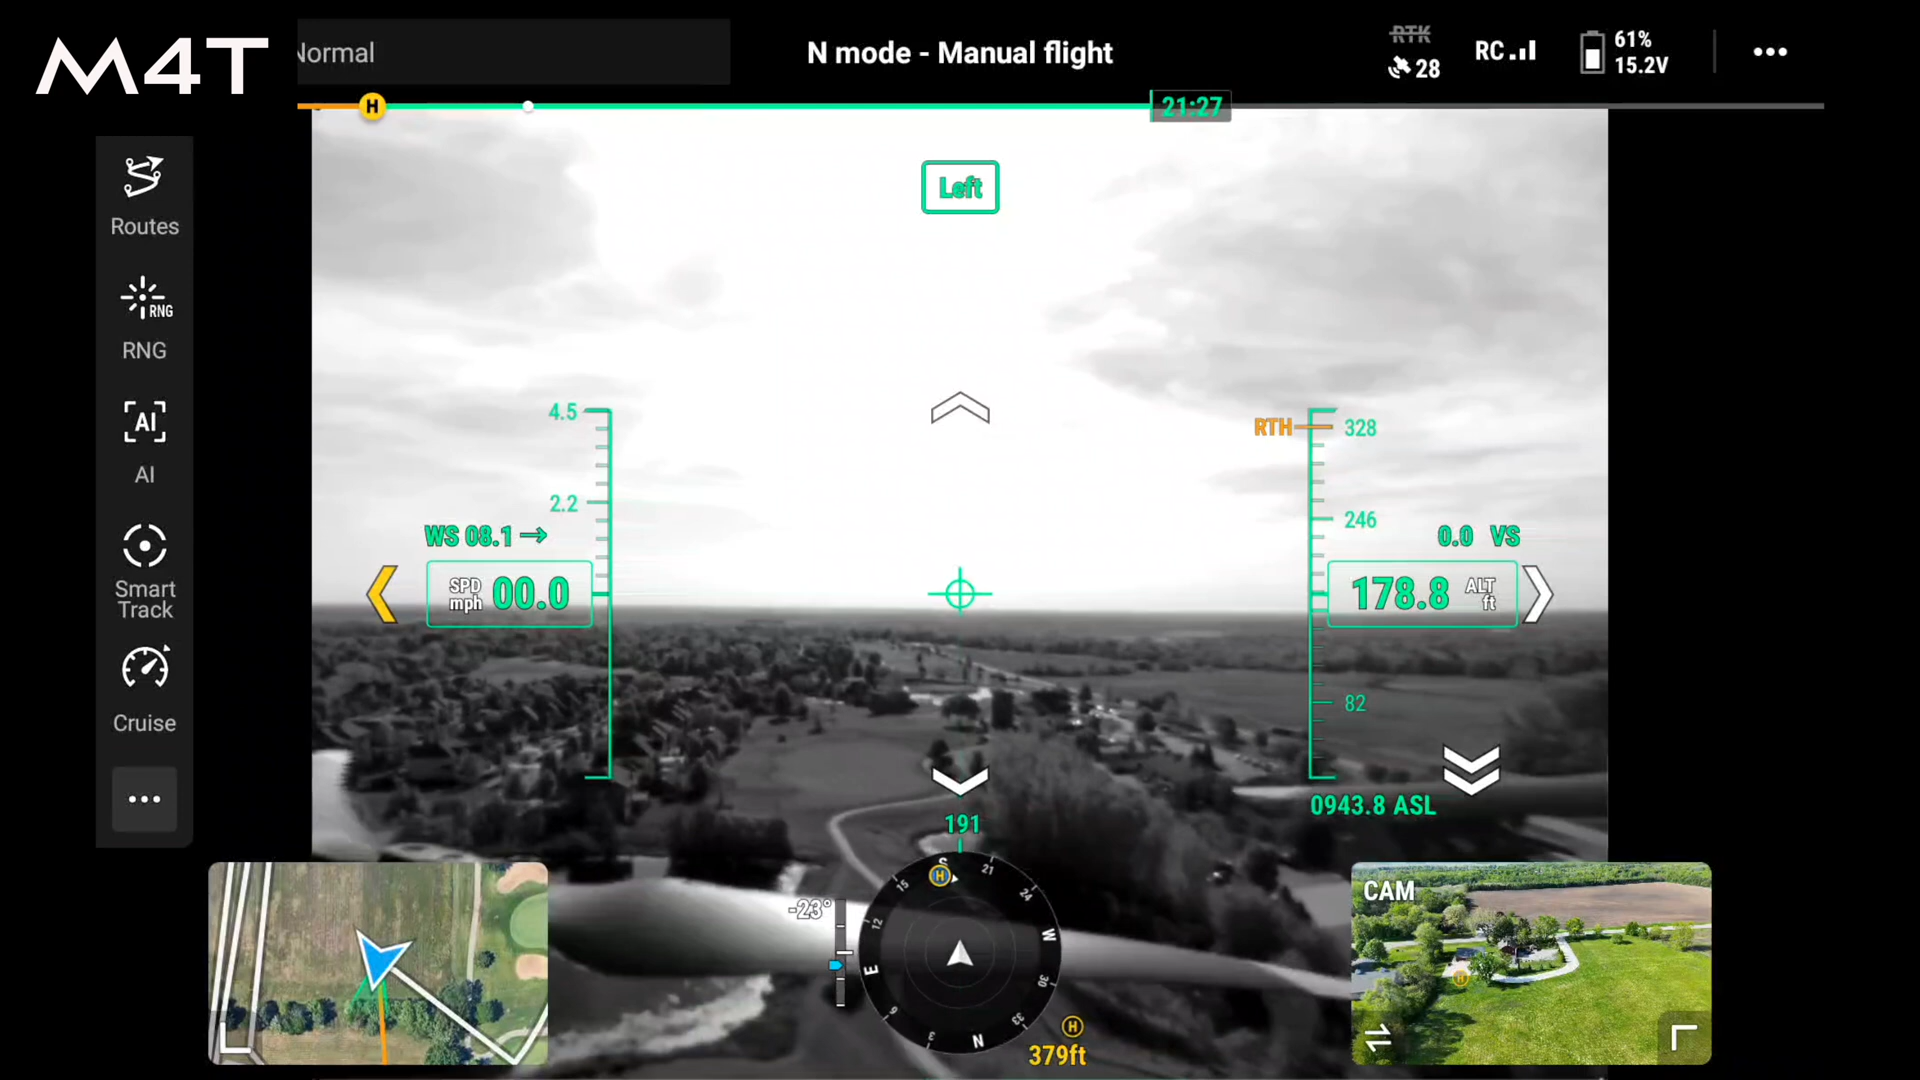 M4T
Normal
N mode - Manual flight
RTK
28
RC
61%
15.2V
H
21:27
Left
Routes
RNG
RNG
AI
AI
Smart
Track
Cruise
4.5
2.2
WS 08.1
SPD
mph
00.0
RTH
328
246
0.0 VS
178.8
ALT
ft
82
0943.8 ASL
191
S
H
21
24
W
30
33
N
3
6
E
12
15
-23°
H
379ft
CAM
H